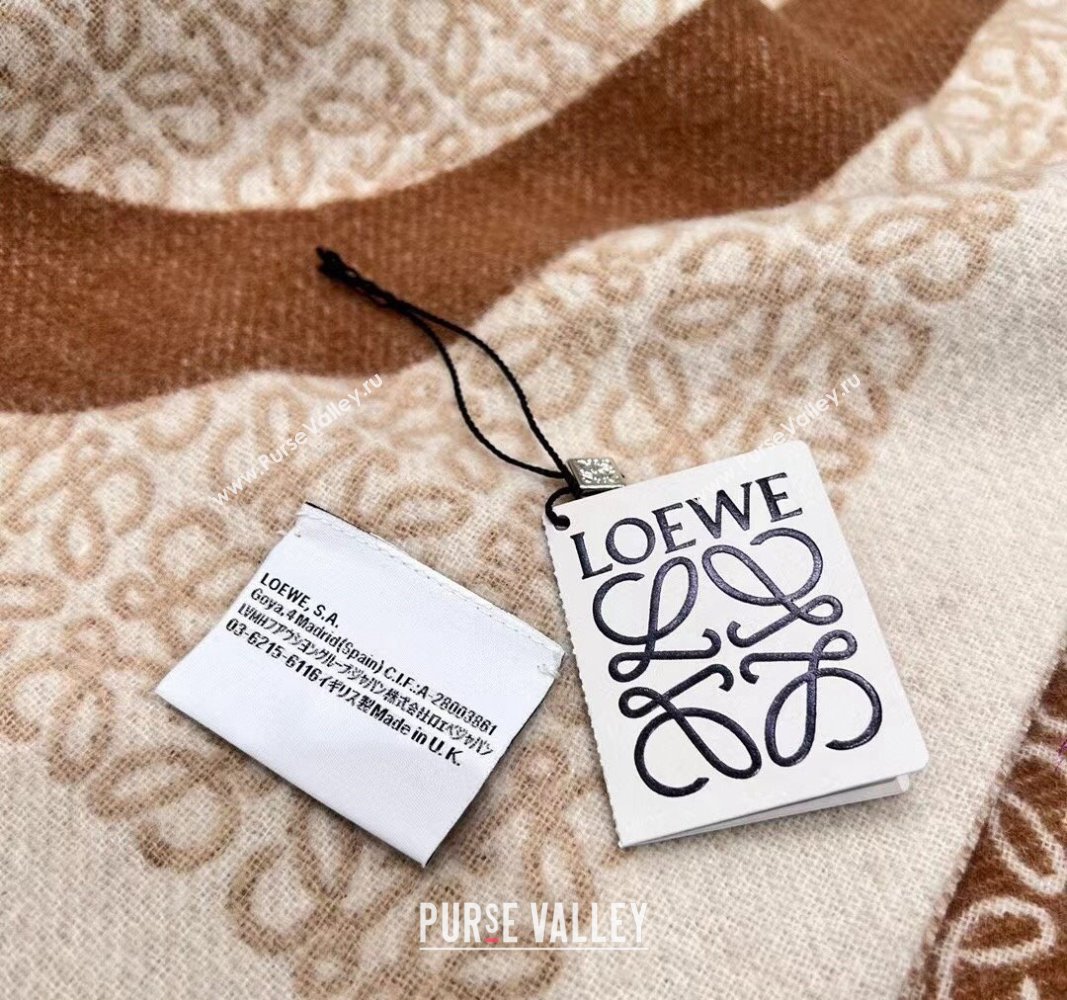 www.PurseValley.ru
www.PurseValley.ru
LOEWE
LOEWE, S.A.
Goya, 4 Madrid(Spain) C.I.F.:A-28003861
LVMHファウシヨングループジャパン株式会社ロエベジャパン
03-6215-6116イギリス製Made in U.K.
PURSE VALLEY